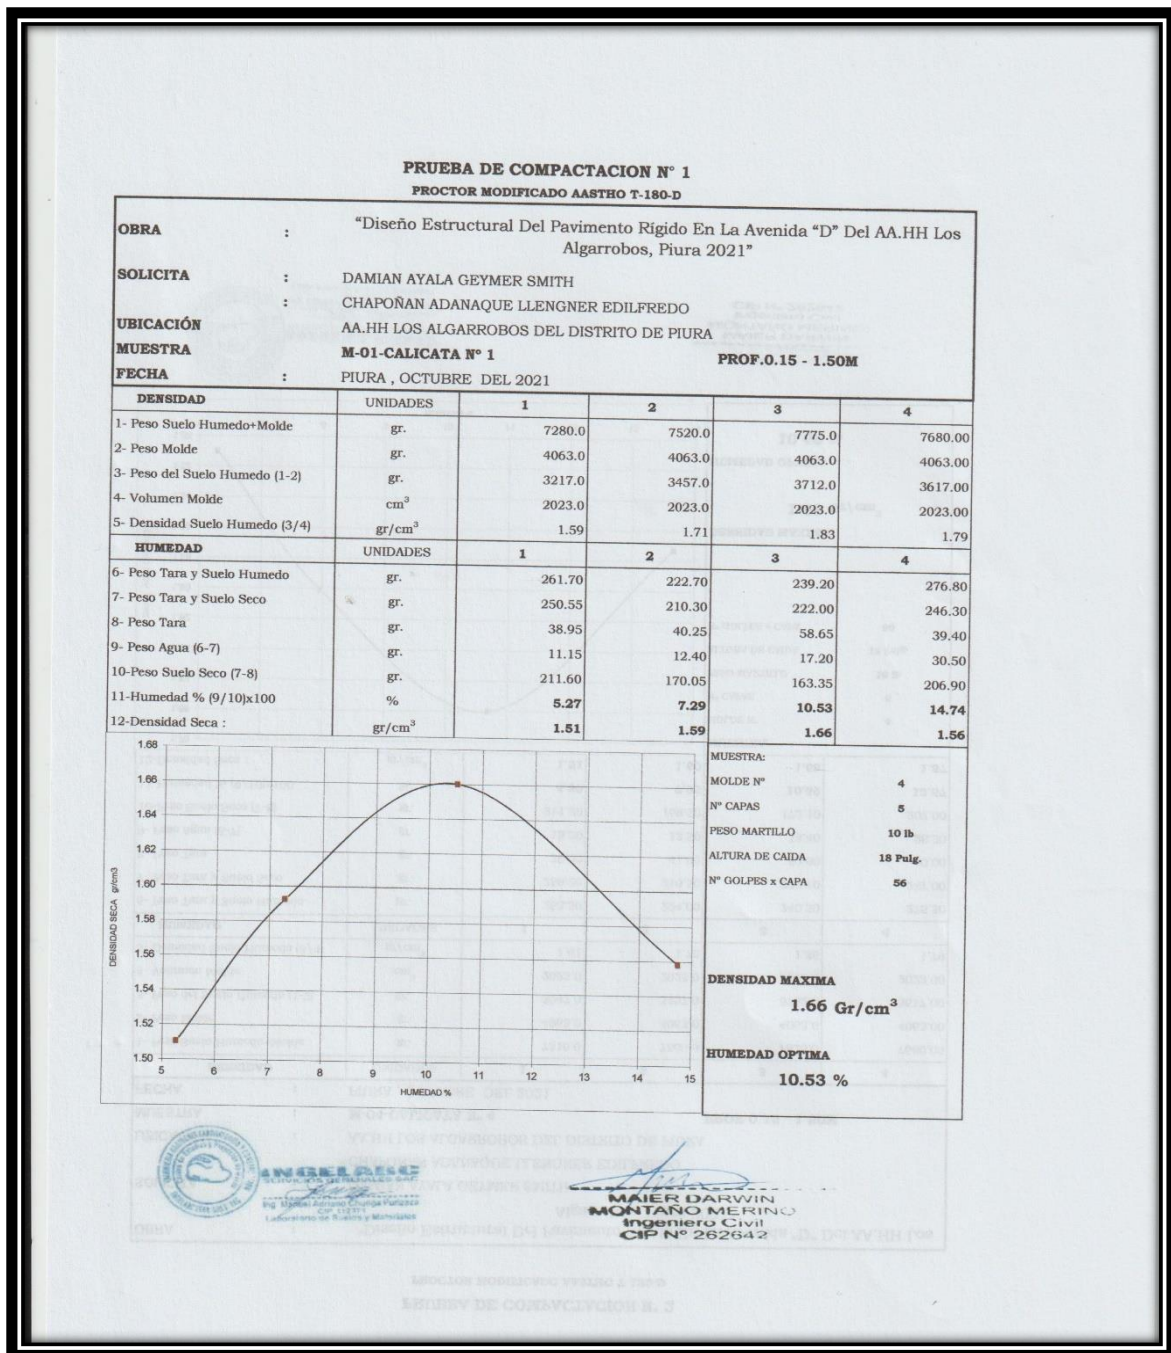 PRUEBA DE COMPACTACION N° 1
PROCTOR MODIFICADO AASTHO T-180-D
OBRA : "Diseño Estructural Del Pavimento Rígido En La Avenida "D" Del AA.HH Los
Algarrobos, Piura 2021"
SOLICITA : DAMIAN AYALA GEYMER SMITH
: CHAPOÑAN ADANAQUE LLENGNER EDILFREDO
UBICACIÓN AA.HH LOS ALGARROBOS DEL DISTRITO DE PIURA
MUESTRA M-01-CALICATA N° 1 PROF.0.15 - 1.50M
FECHA : PIURA , OCTUBRE DEL 2021
DENSIDAD UNIDADES 1 2 3 4
1- Peso Suelo Humedo+Molde gr. 7280.0 7520.0 7775.0 7680.00
2- Peso Molde gr. 4063.0 4063.0 4063.0 4063.00
3- Peso del Suelo Humedo (1-2) gr. 3217.0 3457.0 3712.0 3617.00
4- Volumen Molde cm³ 2023.0 2023.0 2023.0 2023.00
5- Densidad Suelo Humedo (3/4) gr/cm³ 1.59 1.71 1.83 1.79
HUMEDAD UNIDADES 1 2 3 4
6- Peso Tara y Suelo Humedo gr. 261.70 222.70 239.20 276.80
7- Peso Tara y Suelo Seco gr. 250.55 210.30 222.00 246.30
8- Peso Tara gr. 38.95 40.25 58.65 39.40
9- Peso Agua (6-7) gr. 11.15 12.40 17.20 30.50
10-Peso Suelo Seco (7-8) gr. 211.60 170.05 163.35 206.90
11-Humedad % (9/10)x100 % 5.27 7.29 10.53 14.74
12-Densidad Seca : gr/cm³ 1.51 1.59 1.66 1.56
DENSIDAD SECA gr/cm3
1.68
1.66
1.64
1.62
1.60
1.58
1.56
1.54
1.52
1.50
5 6 7 8 9 10 11 12 13 14 15
HUMEDAD %
MUESTRA:
MOLDE N° 4
N° CAPAS 5
PESO MARTILLO 10 lb
ALTURA DE CAIDA 18 Pulg.
N° GOLPES x CAPA 56
DENSIDAD MAXIMA
1.66 Gr/cm³
HUMEDAD OPTIMA
10.53 %
INGELABC
SERVICIOS GENERALES SAC
Laboratorio de Suelos y Materiales
MAIER DARWIN
MONTAÑO MERINO
Ingeniero Civil
CIP N° 262642